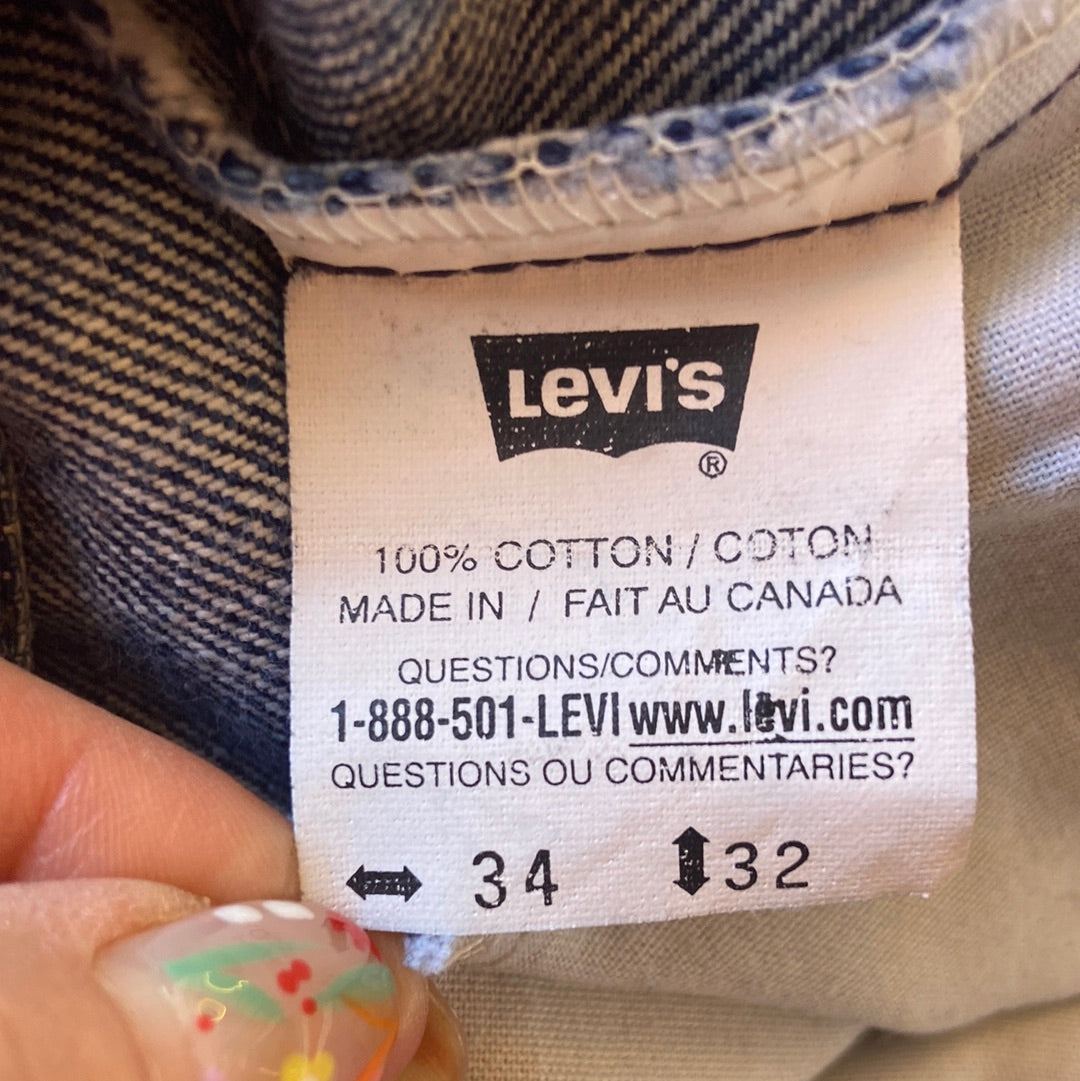 LEVI'S
®
100% COTTON / COTON
MADE IN / FAIT AU CANADA
QUESTIONS/COMMENTS?
1-888-501-LEVI www.levi.com
QUESTIONS OU COMMENTARIES?
34 32